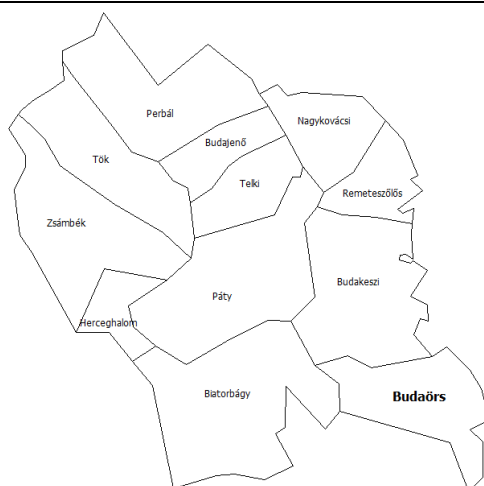 Perbál
Nagykovácsi
Budajenő
Tök
Telki
Remeteszőlős
Zsámbék
Budakeszi
Páty
Herceghalom
Biatorbágy
Budaörs